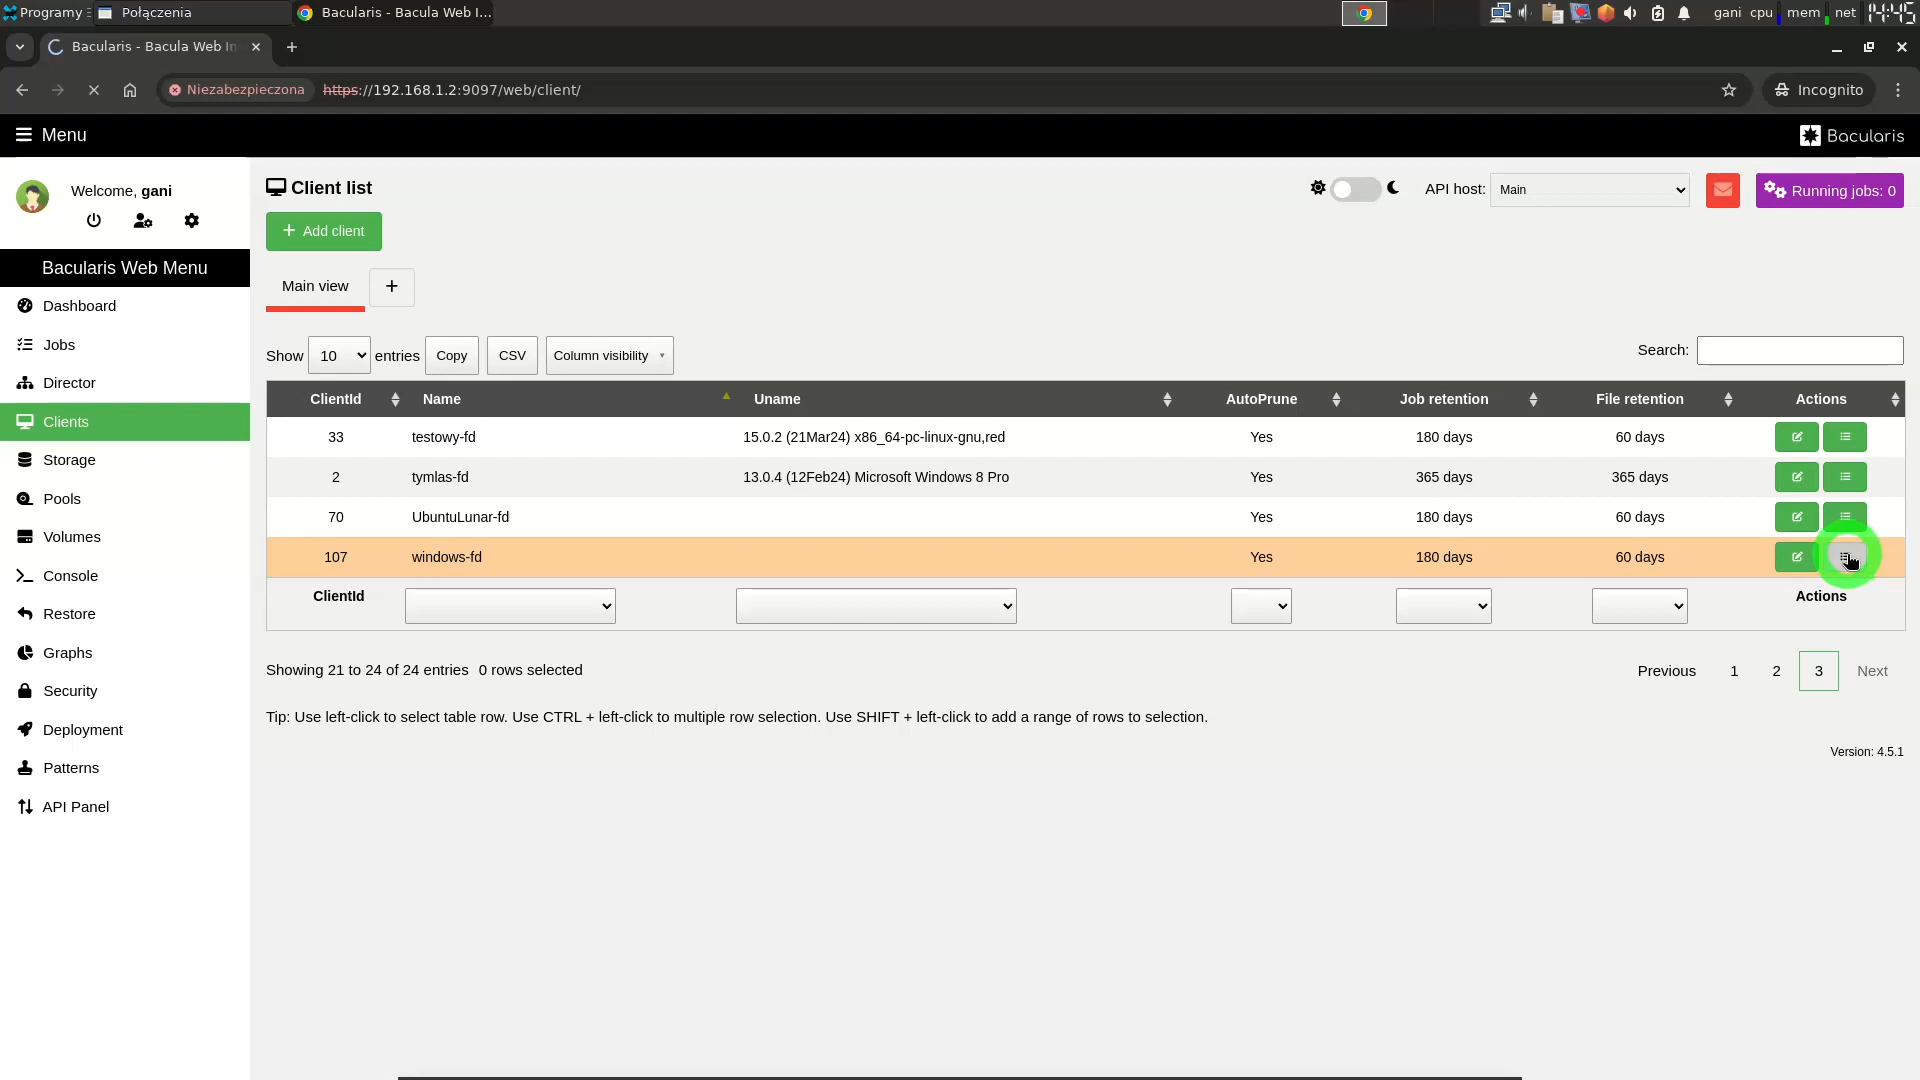 Programy Połączenia Bacularis - Bacula Web I... gani cpu mem net 14:45
Bacularis - Bacula Web In
Niezabezpieczona https://192.168.1.2:9097/web/client/ Incognito
Menu Bacularis
Welcome, gani
Client list API host: Main Running jobs: 0
+ Add client
Bacularis Web Menu
Main view +
Dashboard
Jobs
Director
Clients
Storage
Pools
Volumes
Console
Restore
Graphs
Security
Deployment
Patterns
API Panel
Show 10 entries Copy CSV Column visibility Search:
ClientId Name Uname AutoPrune Job retention File retention Actions
33 testowy-fd 15.0.2 (21Mar24) x86_64-pc-linux-gnu,red Yes 180 days 60 days
2 tymlas-fd 13.0.4 (12Feb24) Microsoft Windows 8 Pro Yes 365 days 365 days
70 UbuntuLunar-fd Yes 180 days 60 days
107 windows-fd Yes 180 days 60 days
ClientId Actions
Showing 21 to 24 of 24 entries 0 rows selected Previous 1 2 3 Next
Tip: Use left-click to select table row. Use CTRL + left-click to multiple row selection. Use SHIFT + left-click to add a range of rows to selection.
Version: 4.5.1